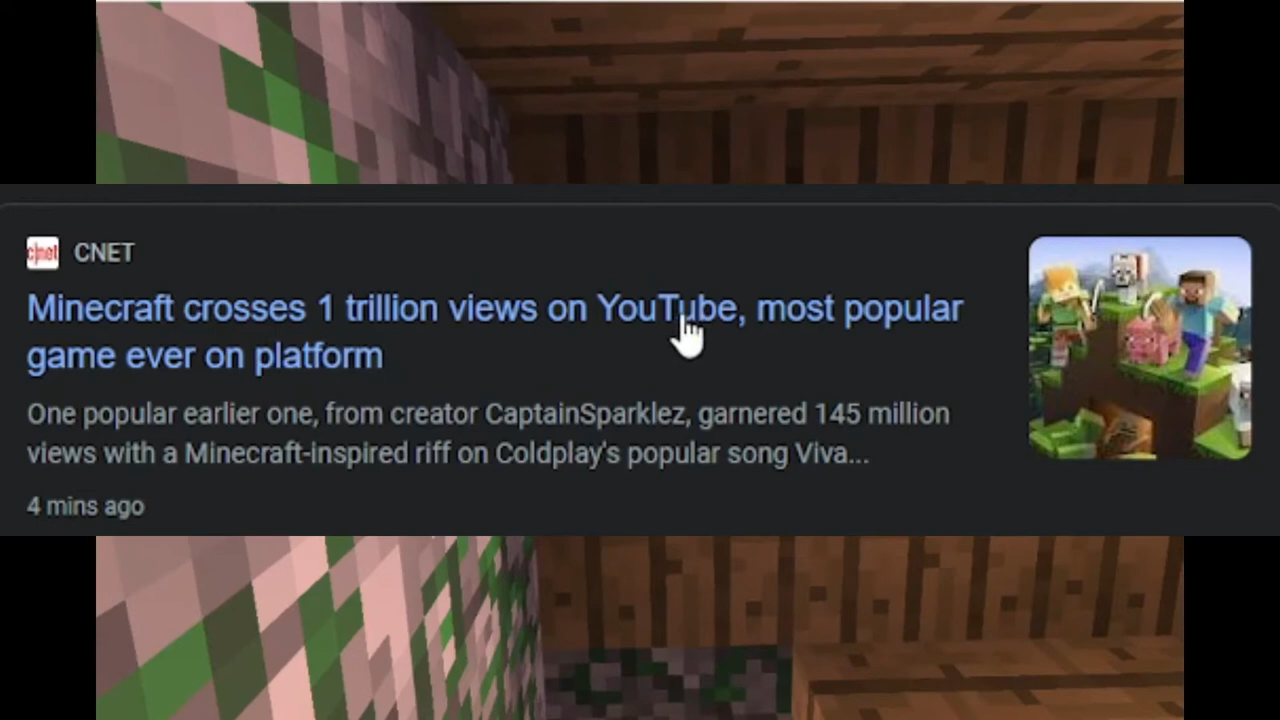 cnet CNET
Minecraft crosses 1 trillion views on YouTube, most popular
game ever on platform
One popular earlier one, from creator CaptainSparklez, garnered 145 million
views with a Minecraft-inspired riff on Coldplay's popular song Viva...
4 mins ago